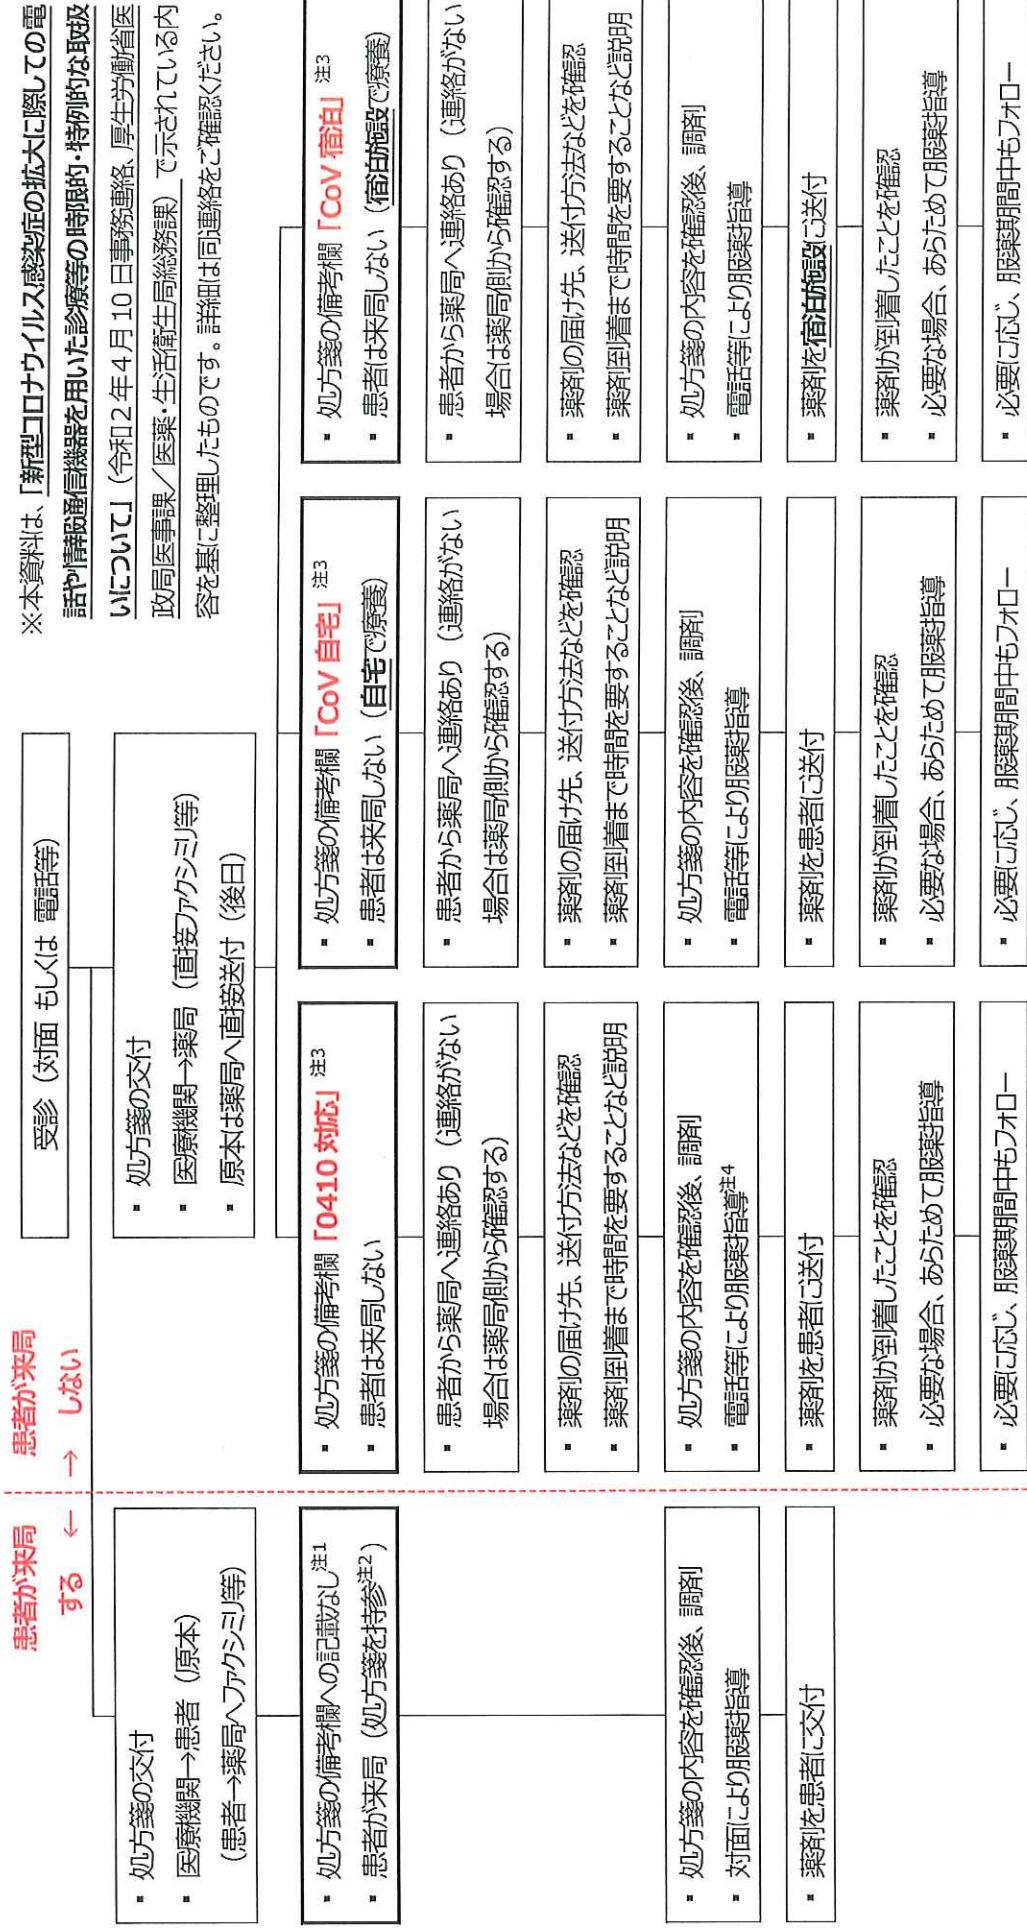 ※本資料は、「新型コロナウイルス感染症の拡大に際しての電
話や情報通信機器を用いた診療等の時限的・特例的な取扱
いについて」（令和２年４月10日事務連絡、厚生労働省医
政局医事課／医薬・生活衛生局総務課）で示されている内
容を基に整理したものです。詳細は同連絡をご確認ください。
受診（対面 もしくは 電話等）
患者が来局
する ←
患者が来局
→ しない
▪ 処方箋の交付
▪ 医療機関→患者（原本）
（患者→薬局へファクシミリ等）
▪ 処方箋の備考欄への記載なし注1
▪ 患者が来局（処方箋を持参注2）
▪ 処方箋の内容を確認後、調剤
▪ 対面により服薬指導
▪ 薬剤を患者に交付
▪ 処方箋の交付
▪ 医療機関→薬局（直接ファクシミリ等）
▪ 原本は薬局へ直接送付（後日）
▪ 処方箋の備考欄「0410 対応」注3
▪ 患者は来局しない
▪ 患者から薬局へ連絡あり（連絡がない
場合は薬局側から確認する）
▪ 薬剤の届け先、送付方法などを確認
▪ 薬剤到着まで時間を要することなど説明
▪ 処方箋の内容を確認後、調剤
▪ 電話等により服薬指導注4
▪ 薬剤を患者に送付
▪ 薬剤が到着したことを確認
▪ 必要な場合、あらためて服薬指導
▪ 必要に応じ、服薬期間中もフォロー
▪ 処方箋の備考欄「CoV 自宅」注3
▪ 患者は来局しない（自宅で療養）
▪ 患者から薬局へ連絡あり（連絡がない
場合は薬局側から確認する）
▪ 薬剤の届け先、送付方法などを確認
▪ 薬剤到着まで時間を要することなど説明
▪ 処方箋の内容を確認後、調剤
▪ 電話等により服薬指導
▪ 薬剤を患者に送付
▪ 薬剤が到着したことを確認
▪ 必要な場合、あらためて服薬指導
▪ 必要に応じ、服薬期間中もフォロー
▪ 処方箋の備考欄「CoV 宿泊」注3
▪ 患者は来局しない（宿泊施設で療養）
▪ 患者から薬局へ連絡あり（連絡がない
場合は薬局側から確認する）
▪ 薬剤の届け先、送付方法などを確認
▪ 薬剤到着まで時間を要することなど説明
▪ 処方箋の内容を確認後、調剤
▪ 電話等により服薬指導
▪ 薬剤を宿泊施設に送付
▪ 薬剤が到着したことを確認
▪ 必要な場合、あらためて服薬指導
▪ 必要に応じ、服薬期間中もフォロー